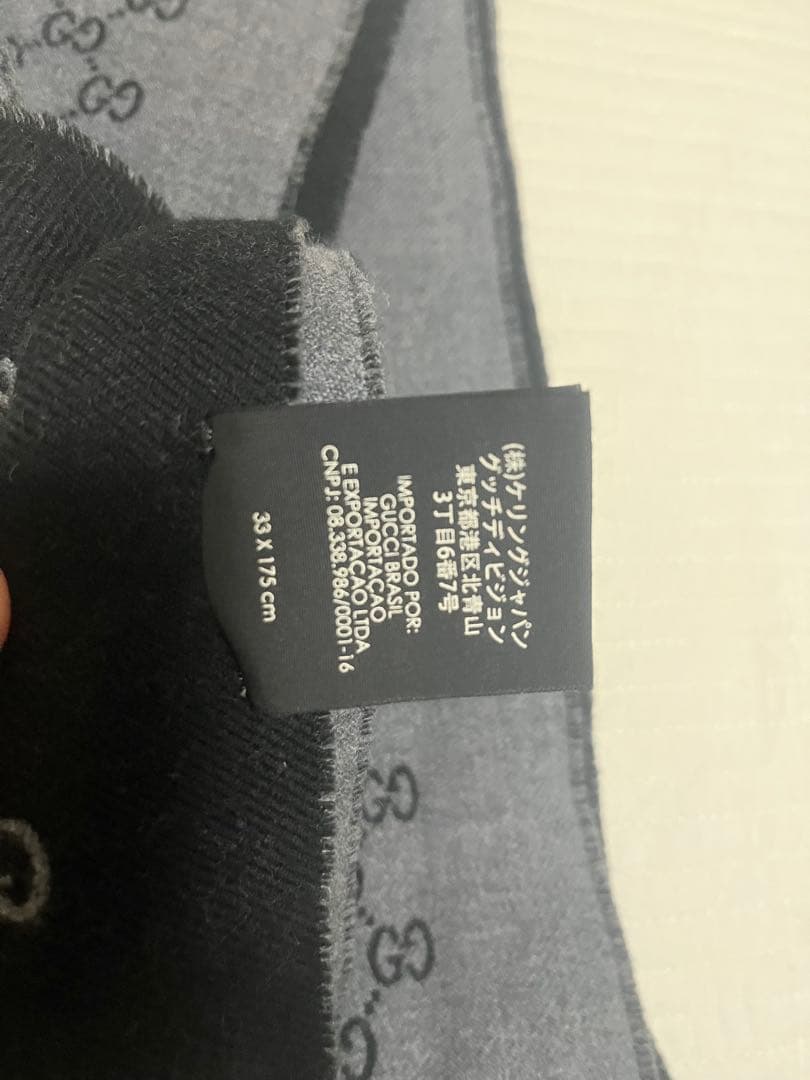 (株)ケリングジャパン
グッチディビジョン
東京都港区北青山
3丁目6番7号
IMPORTADO POR:
GUCCI BRASIL
IMPORTACAO
E EXPORTACAO LTDA
CNPJ: 08.338.986/0001-16
33 X 175 cm